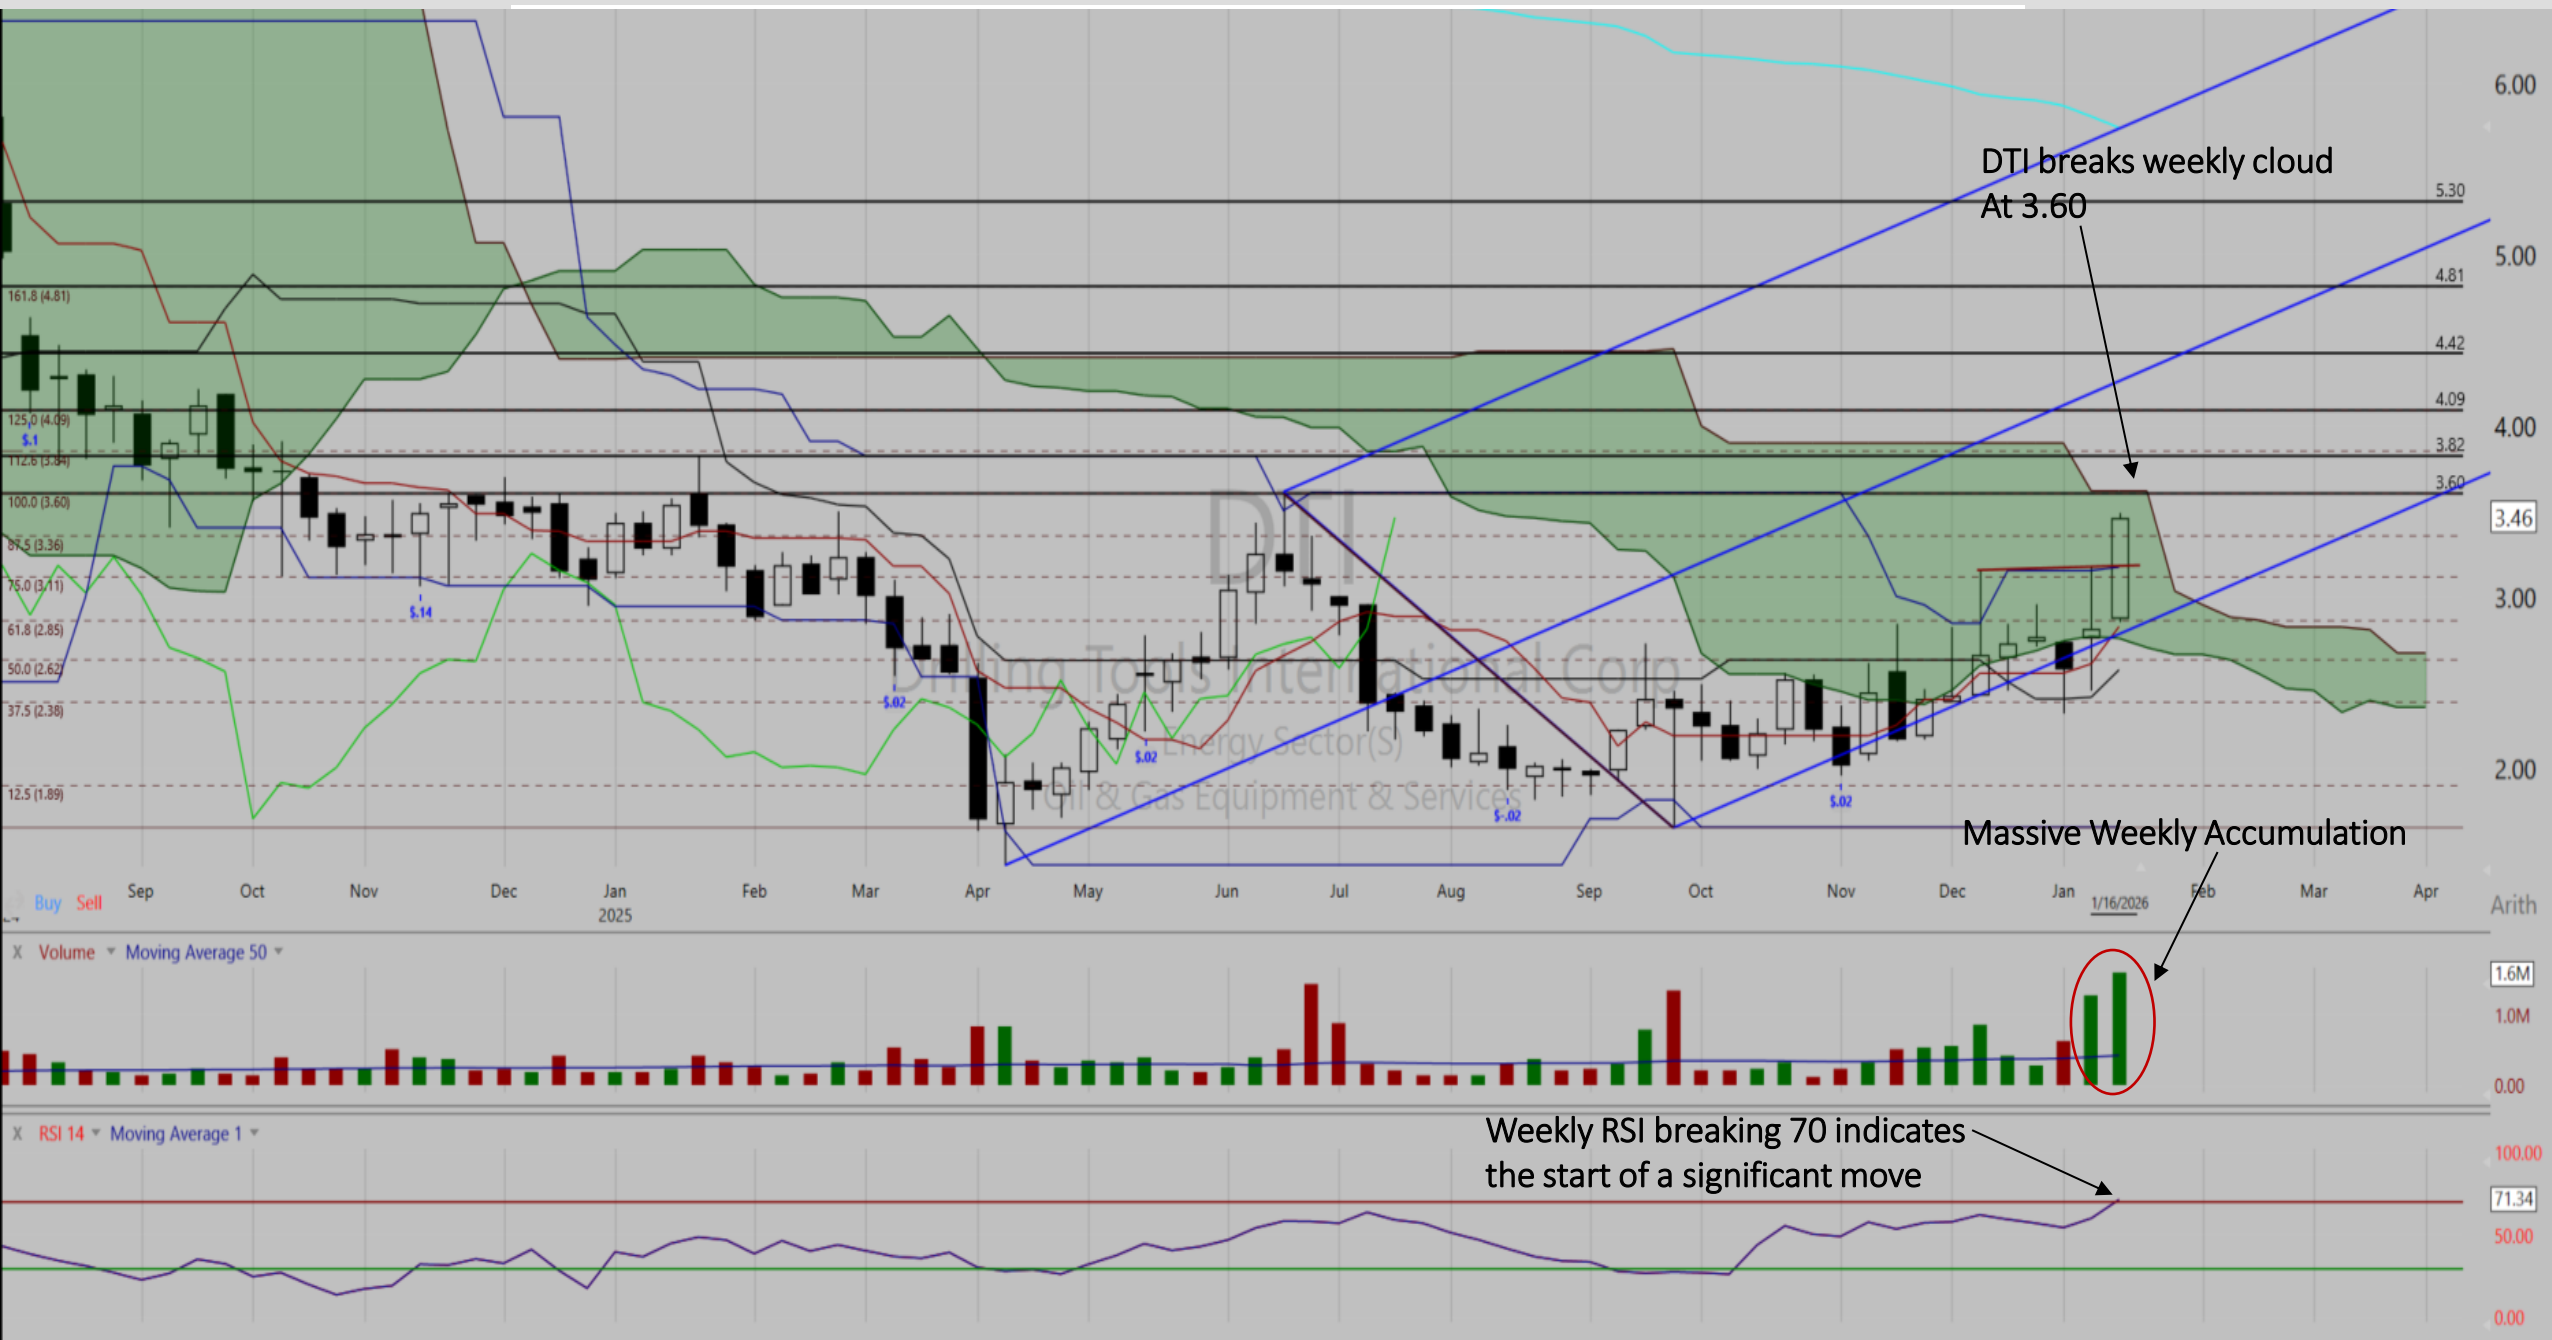 6.00
DTI breaks weekly cloud
At 3.60
5.30
5.00
4.81
161.8 (4.81)
4.42
4.09
125.0 (4.09)
4.00
$.1
3.82
112.6 (3.84)
3.60
100.0 (3.60)
DTI
3.46
87.5 (3.36)
75.0 (3.11)
3.00
$.14
61.8 (2.85)
50.0 (2.62)
Drilling Tools International Corp
$.02
37.5 (2.38)
Energy Sector(S)
$.02
2.00
12.5 (1.89)
Oil & Gas Equipment & Services
$.02
$-.02
Massive Weekly Accumulation
Sep Oct Nov Dec Jan Feb Mar Apr May Jun Jul Aug Sep Oct Nov Dec Jan Feb Mar Apr
Buy Sell
2025
1/16/2026
Arith
X Volume Moving Average 50
1.6M
1.0M
0.00
X RSI 14 Moving Average 1
Weekly RSI breaking 70 indicates
the start of a significant move
100.00
71.34
50.00
0.00